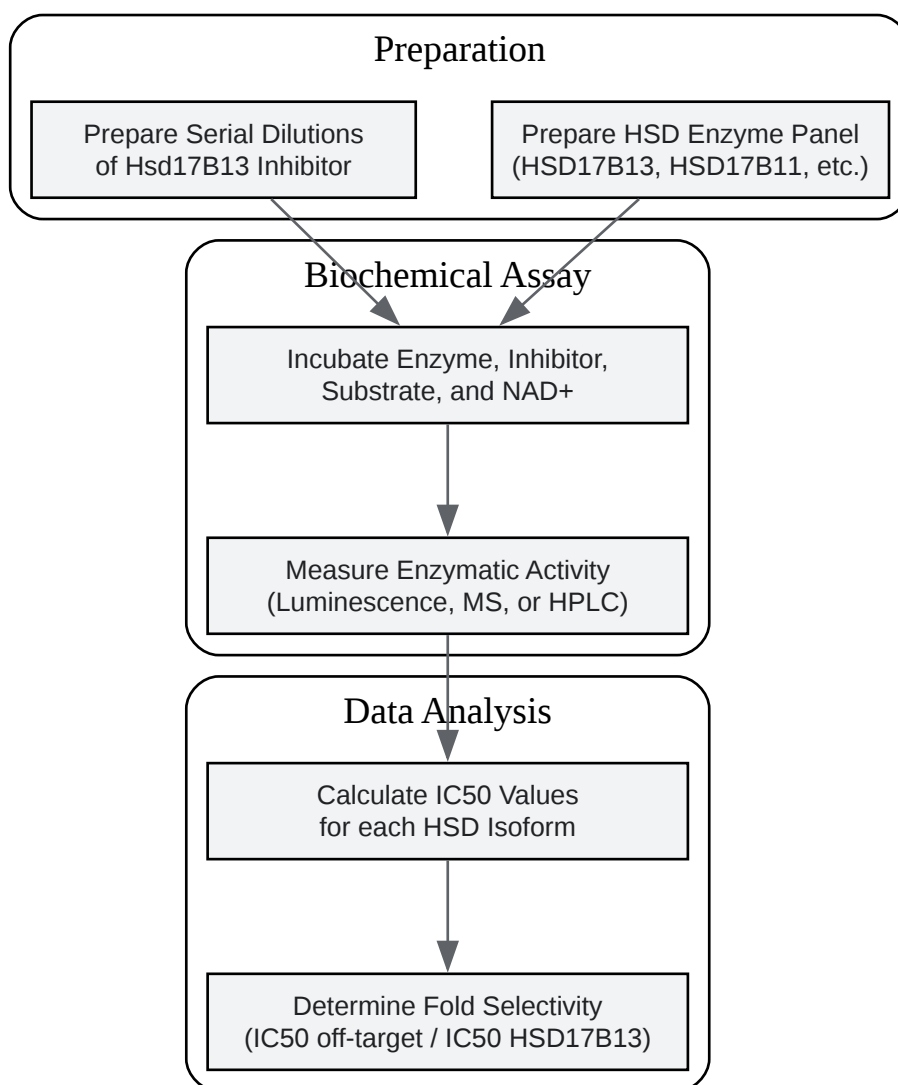 Preparation
Prepare Serial Dilutions
of Hsd17B13 Inhibitor
Prepare HSD Enzyme Panel
(HSD17B13, HSD17B11, etc.)
Biochemical Assay
Incubate Enzyme, Inhibitor,
Substrate, and NAD+
Measure Enzymatic Activity
(Luminescence, MS, or HPLC)
Data Analysis
Calculate IC50 Values
for each HSD Isoform
Determine Fold Selectivity
(IC50 off-target / IC50 HSD17B13)